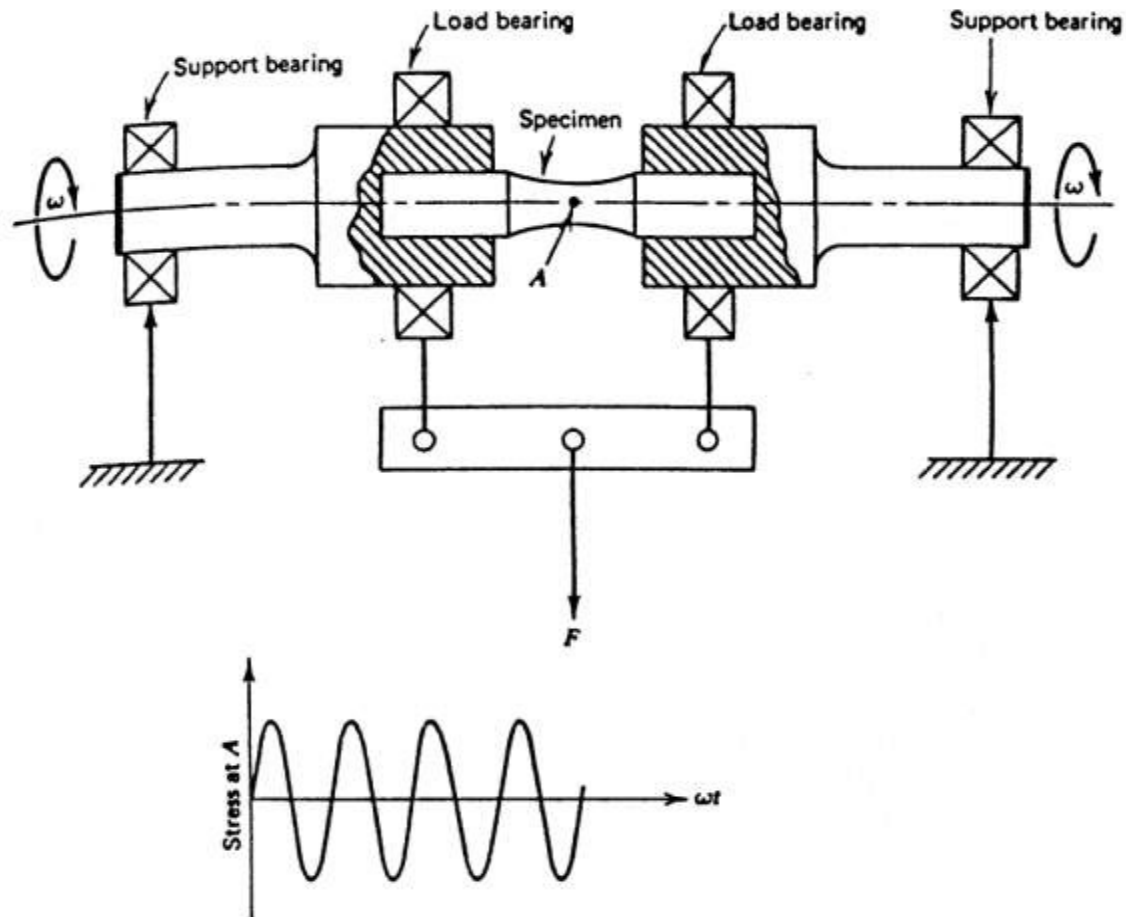 Load bearing
Load bearing
Support bearing
Support bearing
Specimen
ω
ω
A
F
Stress at A
ωt